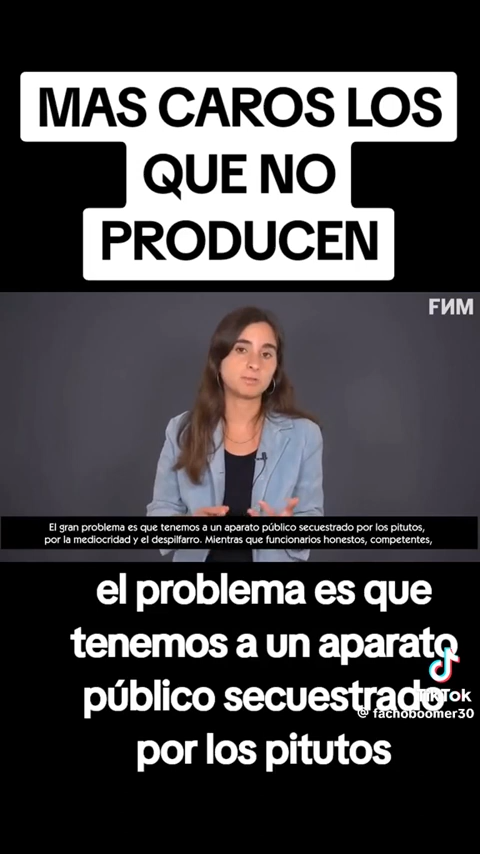 MAS CAROS LOS
QUE NO
PRODUCEN
FИM
El gran problema es que tenemos a un aparato público secuestrado por los pitutos,
por la mediocridad y el despilfarro. Mientras que funcionarios honestos, competentes,
el problema es que
tenemos a un aparato
público secuestrado
por los pitutos
TikTok
@ fachoboomer30